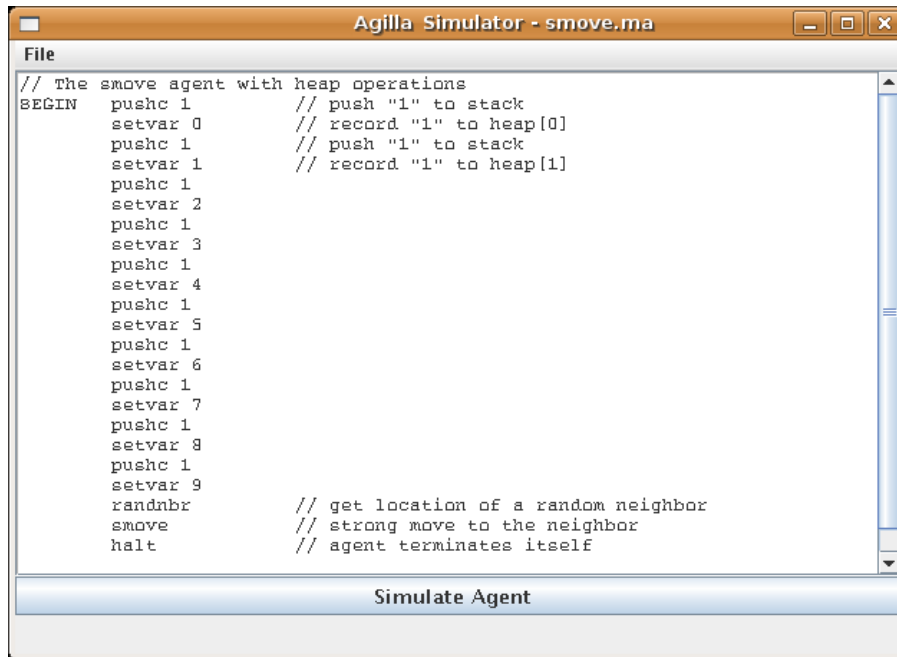 Agilla Simulator - smove.ma
File
// The smove agent with heap operations
BEGIN pushc 1 // push "1" to stack
setvar 0 // record "1" to heap[0]
pushc 1 // push "1" to stack
setvar 1 // record "1" to heap[1]
pushc 1
setvar 2
pushc 1
setvar 3
pushc 1
setvar 4
pushc 1
setvar 5
pushc 1
setvar 6
pushc 1
setvar 7
pushc 1
setvar 8
pushc 1
setvar 9
randnbr // get location of a random neighbor
smove // strong move to the neighbor
halt // agent terminates itself
Simulate Agent